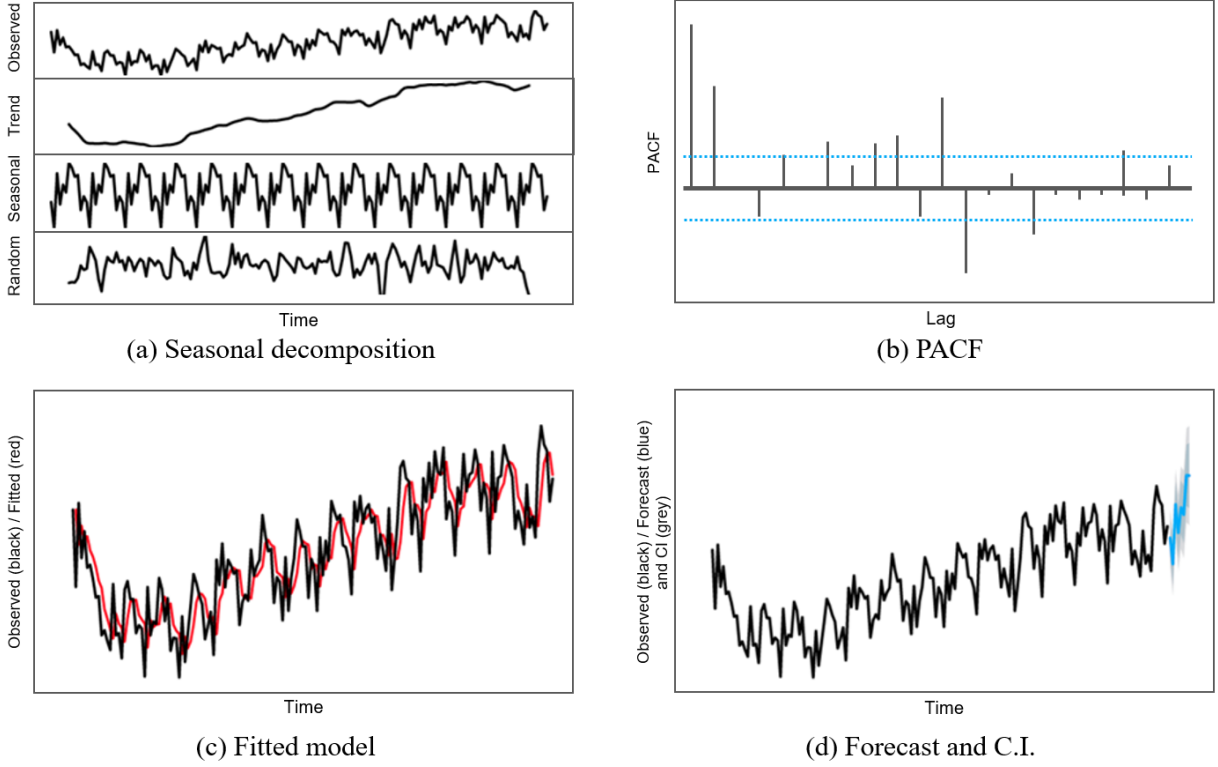 Observed
Trend
Seasonal
Random
Time
(a) Seasonal decomposition
PACF
Lag
(b) PACF
Observed (black) / Fitted (red)
Time
(c) Fitted model
Observed (black) / Forecast (blue)
and CI (grey)
Time
(d) Forecast and C.I.